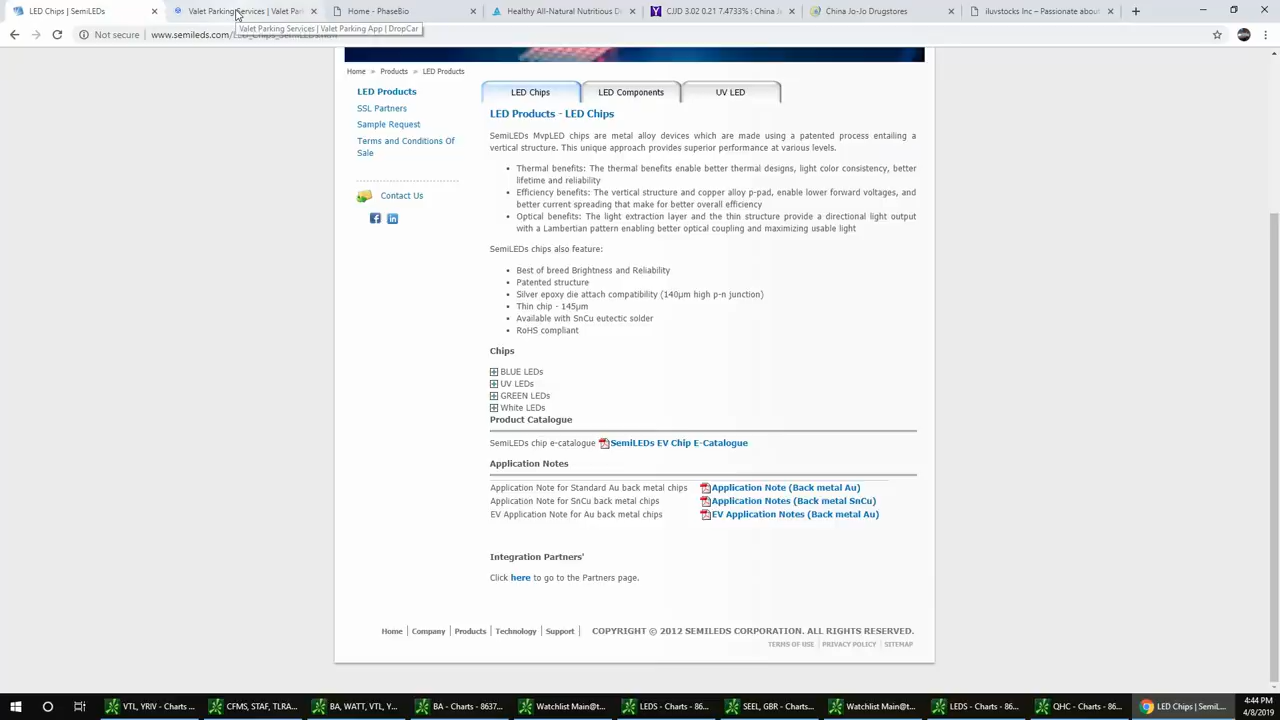 LED Chips | SemiLEDs
Valet Parking Services | Valet Par
Home - PhaseBio
Healthy Natural Nutritious Foods
CJJD 3.02 0.21 7.4733% : China J
China Jo-Jo Drugstores
iluvstocks Inc - Passionate abou
Valet Parking Services | Valet Parking App | DropCar
Not secure | www.semileds.com/LED_Chips_SemiLEDs.html
Home » Products » LED Products
LED Products
SSL Partners
Sample Request
Terms and Conditions Of
Sale
Contact Us
LED Chips
LED Components
UV LED
LED Products - LED Chips
SemiLEDs MvpLED chips are metal alloy devices which are made using a patented process entailing a
vertical structure. This unique approach provides superior performance at various levels.
Thermal benefits: The thermal benefits enable better thermal designs, light color consistency, better
lifetime and reliability
Efficiency benefits: The vertical structure and copper alloy p-pad, enable lower forward voltages, and
better current spreading that make for better overall efficiency
Optical benefits: The light extraction layer and the thin structure provide a directional light output
with a Lambertian pattern enabling better optical coupling and maximizing usable light
SemiLEDs chips also feature:
Best of breed Brightness and Reliability
Patented structure
Silver epoxy die attach compatibility (140µm high p-n junction)
Thin chip - 145µm
Available with SnCu eutectic solder
RoHS compliant
Chips
BLUE LEDs
UV LEDs
GREEN LEDs
White LEDs
Product Catalogue
SemiLEDs chip e-catalogue SemiLEDs EV Chip E-Catalogue
Application Notes
Application Note for Standard Au back metal chips Application Note (Back metal Au)
Application Note for SnCu back metal chips Application Notes (Back metal SnCu)
EV Application Note for Au back metal chips EV Application Notes (Back metal Au)
Integration Partners'
Click here to go to the Partners page.
Home | Company | Products | Technology | Support | COPYRIGHT © 2012 SEMILEDS CORPORATION. ALL RIGHTS RESERVED.
TERMS OF USE | PRIVACY POLICY | SITEMAP
VTL, YRIV - Charts ...
CFMS, STAF, TLRA...
BA, WATT, VTL, Y...
BA - Charts - 8637...
Watchlist Main@t...
LEDS - Charts - 86...
SEEL, GBR - Charts...
Watchlist Main@t...
LEDS - Charts - 86...
QHC - Charts - 86...
LED Chips | SemiL...
4:44 PM
4/8/2019